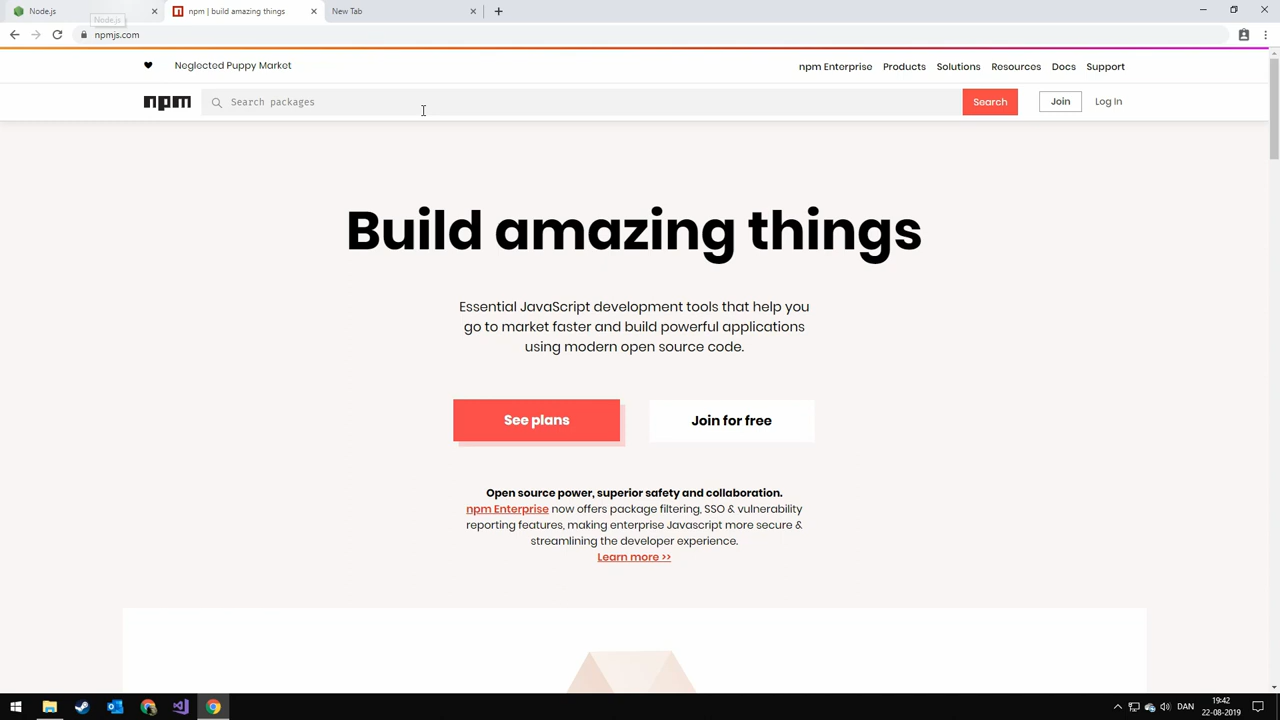 Node.js
npm | build amazing things
New Tab
Node.js
npmjs.com
Neglected Puppy Market
npm Enterprise Products Solutions Resources Docs Support
npm
Search packages
Search
Join
Log In
Build amazing things
Essential JavaScript development tools that help you
go to market faster and build powerful applications
using modern open source code.
See plans
Join for free
Open source power, superior safety and collaboration.
npm Enterprise now offers package filtering, SSO & vulnerability
reporting features, making enterprise Javascript more secure &
streamlining the developer experience.
Learn more >>
DAN
19:42
22-08-2019